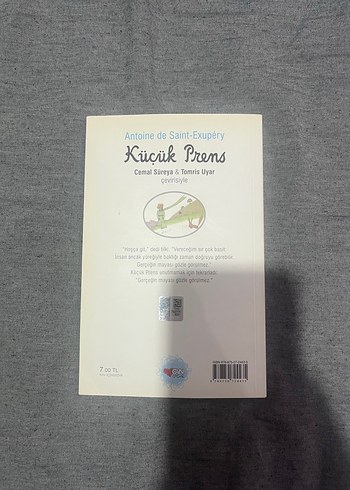 Antoine de Saint-Exupéry
Küçük Prens
Cemal Süreya & Tomris Uyar
çevirisiyle
"Hoşça git," dedi tilki. "Vereceğim sır çok basit:
İnsan ancak yüreğiyle baktığı zaman doğruyu görebilir.
Gerçeğin mayası gözle görülmez."
Küçük Prens unutmamak için tekrarladı:
"Gerçeğin mayası gözle görülmez."
7.00 TL